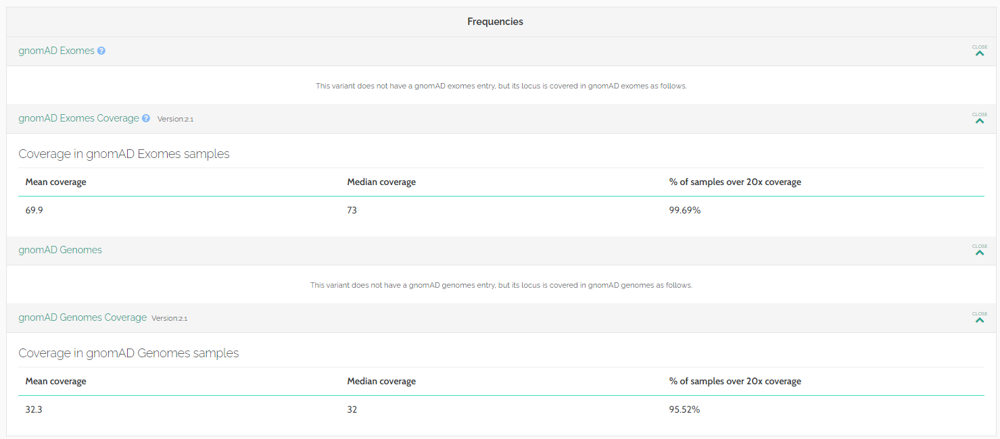 Frequencies
gnomAD Exomes ?
CLOSE
This variant does not have a gnomAD exomes entry, but its locus is covered in gnomAD exomes as follows.
gnomAD Exomes Coverage ? Version:2.1
CLOSE
Coverage in gnomAD Exomes samples
Mean coverage Median coverage % of samples over 20x coverage
69.9 73 99.69%
gnomAD Genomes
CLOSE
This variant does not have a gnomAD genomes entry, but its locus is covered in gnomAD genomes as follows.
gnomAD Genomes Coverage Version:2.1
CLOSE
Coverage in gnomAD Genomes samples
Mean coverage Median coverage % of samples over 20x coverage
32.3 32 95.52%